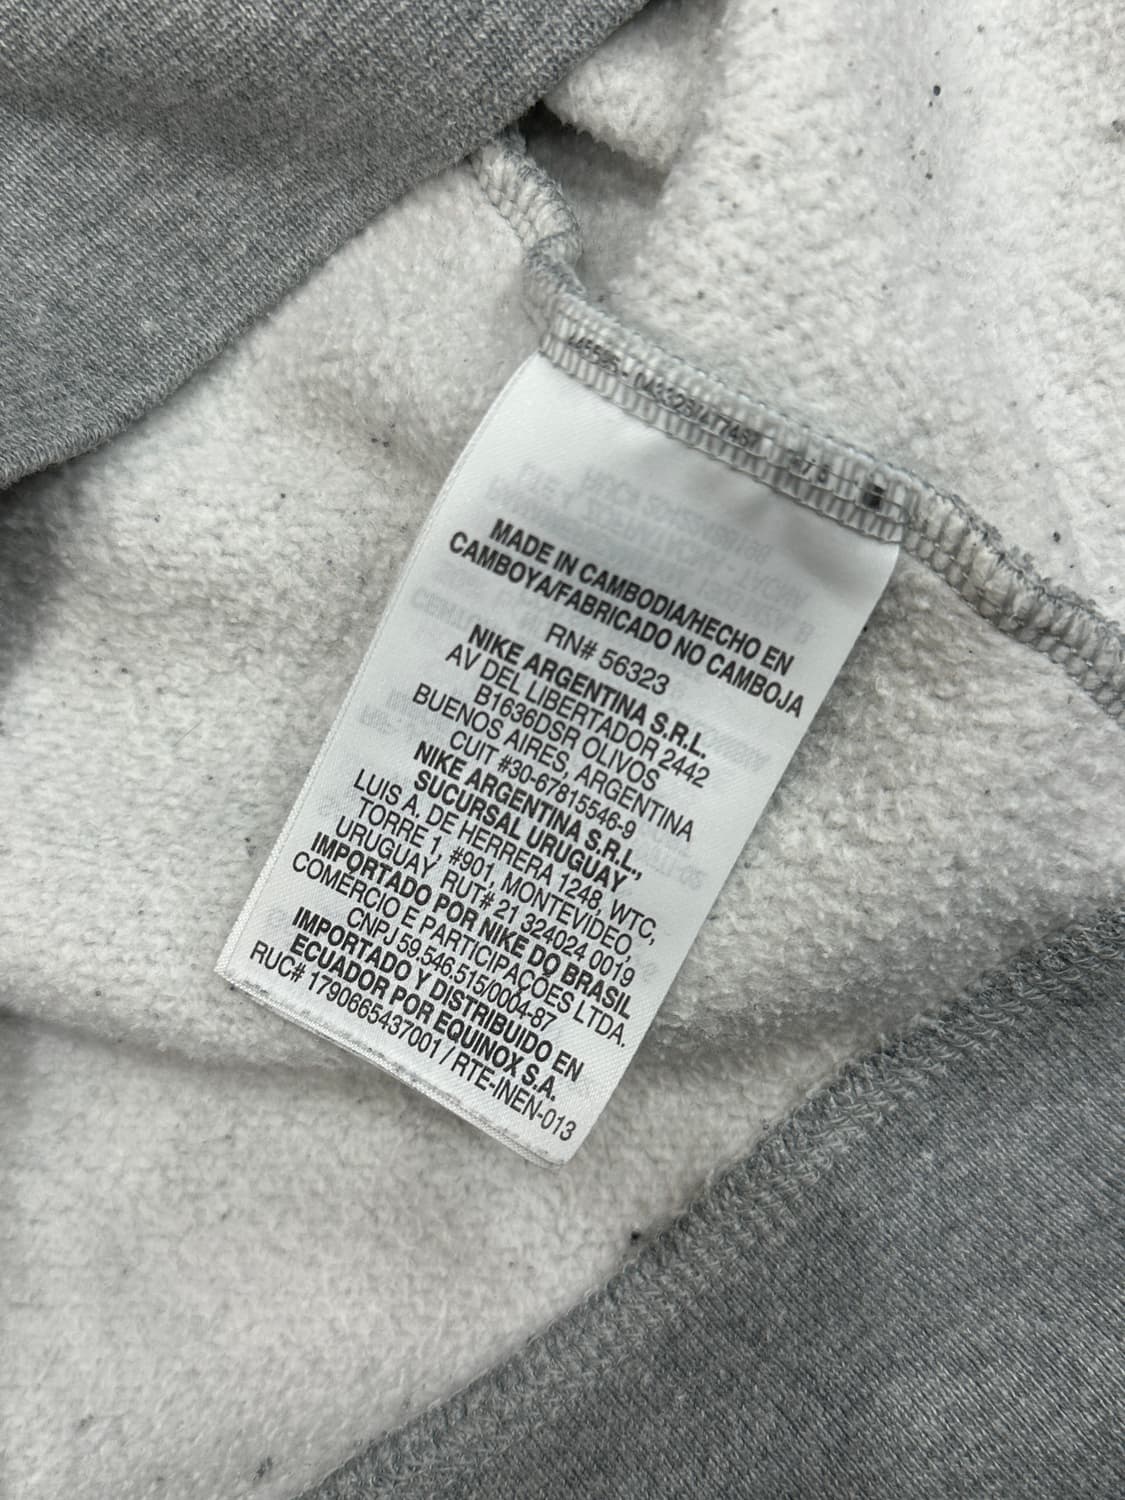 MADE IN CAMBODIA/HECHO EN
CAMBOYA/FABRICADO NO CAMBOJA
RN# 56323
NIKE ARGENTINA S.R.L.
AV DEL LIBERTADOR 2442
B1636DSR OLIVOS
BUENOS AIRES, ARGENTINA
CUIT #30-67815546-9
NIKE ARGENTINA S.R.L.,
SUCURSAL URUGUAY
LUIS A. DE HERRERA 1248, WTC,
TORRE 1, #901, MONTEVIDEO,
URUGUAY RUT# 21 324024 0019
IMPORTADO POR NIKE DO BRASIL
COMÉRCIO E PARTICIPAÇÕES LTDA.
CNPJ 59.546.515/0004-87
IMPORTADO Y DISTRIBUIDO EN
ECUADOR POR EQUINOX S.A.
RUC# 1790665437001 / RTE-INEN-013